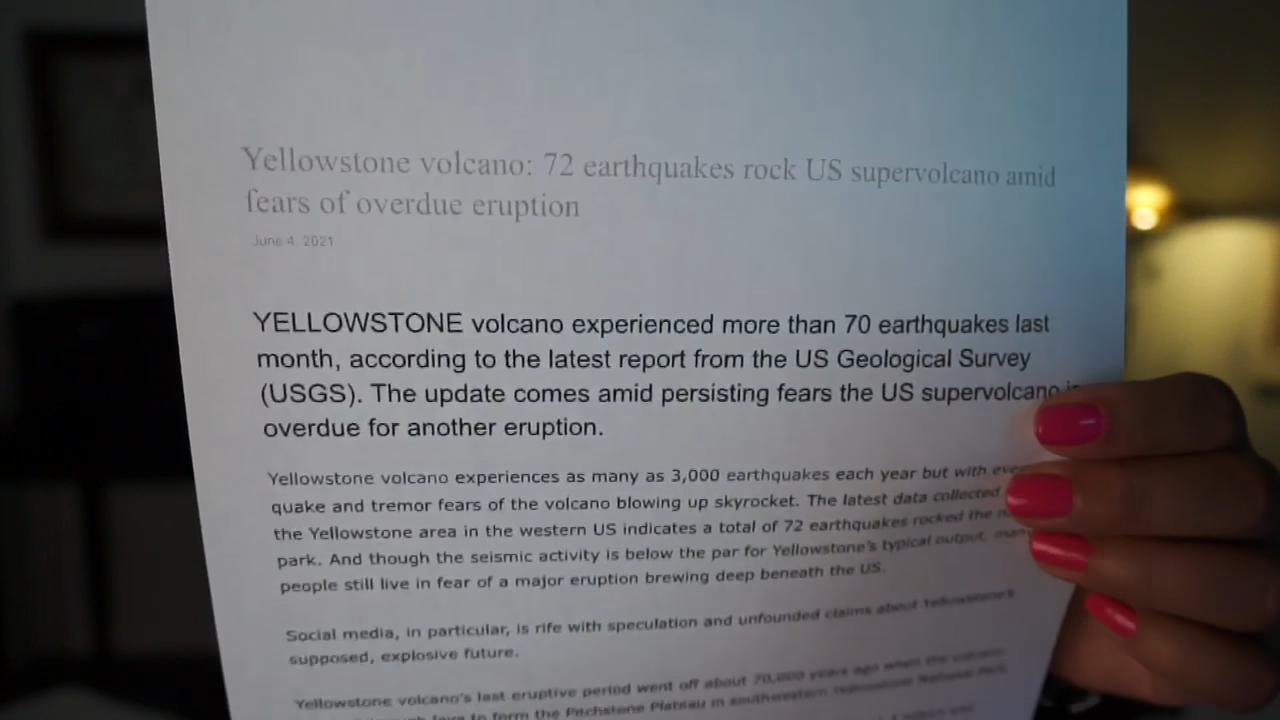 Yellowstone volcano: 72 earthquakes rock US supervolcano amid
fears of overdue eruption
June 4, 2021
YELLOWSTONE volcano experienced more than 70 earthquakes last
month, according to the latest report from the US Geological Survey
(USGS). The update comes amid persisting fears the US supervolcano
overdue for another eruption.
Yellowstone volcano experiences as many as 3,000 earthquakes each year but with
quake and tremor fears of the volcano blowing up skyrocket. The latest data collected
the Yellowstone area in the western US indicates a total of 72 earthquakes rocked the
park. And though the seismic activity is below the par for Yellowstone's typical output, many
people still live in fear of a major eruption brewing deep beneath the US.
Social media, in particular, is rife with speculation and unfounded claims about Yellowstone's
supposed, explosive future.
Yellowstone volcano's last eruptive period went off about 70,000 years ago when the volcanic
to form the Pitchstone Plateau in southwestern Yellowstone National Park